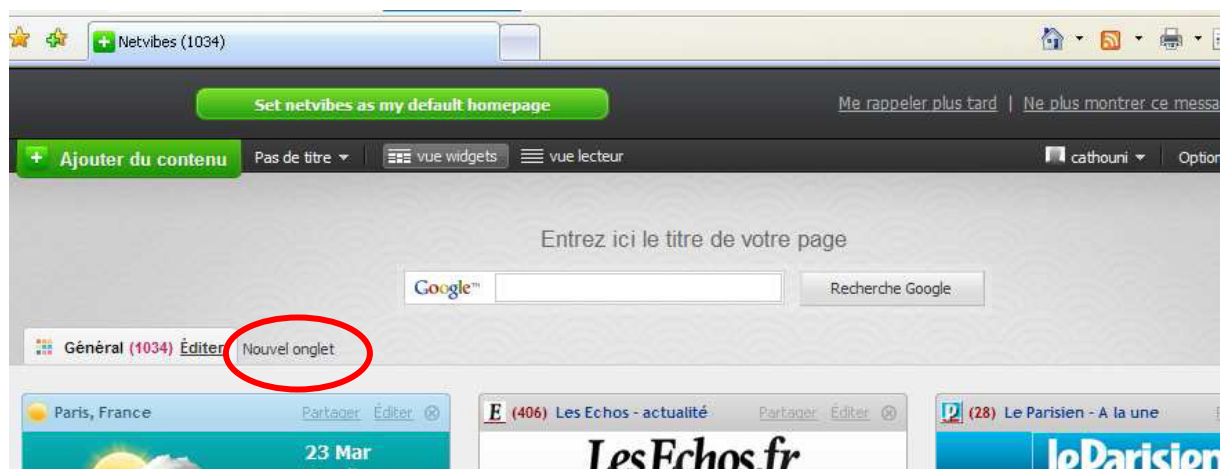 Netvibes (1034)
Set netvibes as my default homepage
Me rappeler plus tard | Ne plus montrer ce messa
+ Ajouter du contenu
Pas de titre
vue widgets
vue lecteur
cathouni
Option
Entrez ici le titre de votre page
Google™
Recherche Google
Général (1034) Éditer
Nouvel onglet
Paris, France
Partager Éditer
E (406) Les Echos - actualité
Partager Éditer
(28) Le Parisien - A la une
23 Mar
LesEchos.fr
leParisien